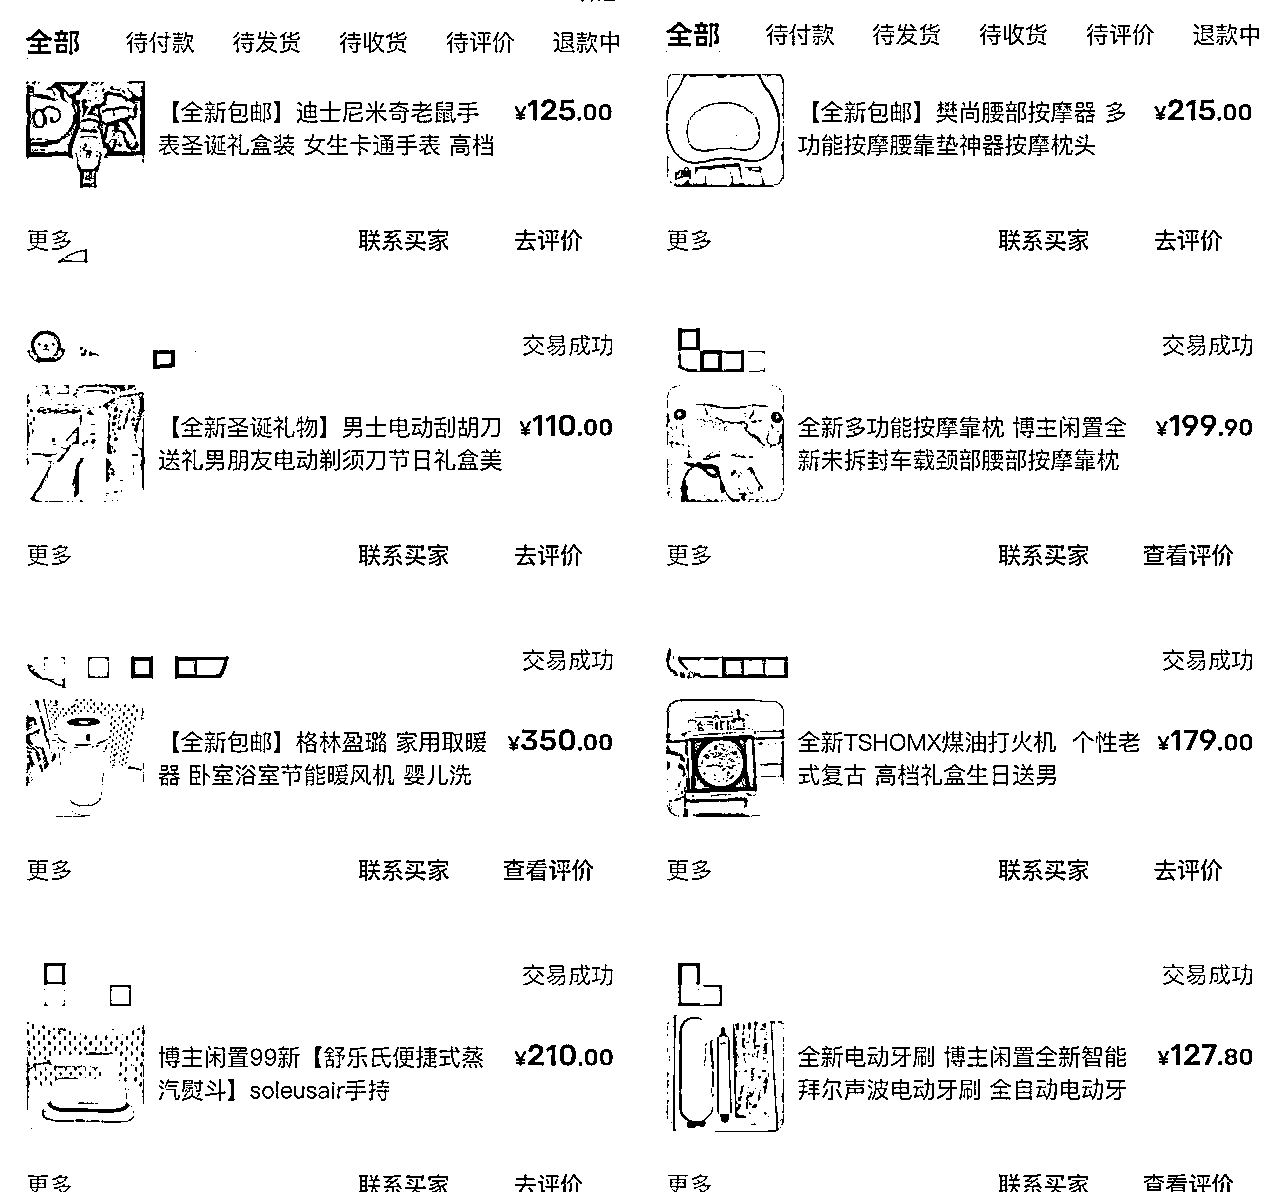 全部 待付款 待发货 待收货 待评价 退款中
【全新包邮】迪士尼米奇老鼠手 ¥125.00
表圣诞礼盒装 女生卡通手表 高档
更多 联系买家 去评价
交易成功
【全新圣诞礼物】男士电动刮胡刀 ¥110.00
送礼男朋友电动剃须刀节日礼盒美
更多 联系买家 去评价
交易成功
【全新包邮】格林盈璐 家用取暖 ¥350.00
器 卧室浴室节能暖风机 婴儿洗
更多 联系买家 查看评价
交易成功
博主闲置99新【舒乐氏便捷式蒸 ¥210.00
汽熨斗】soleusair手持
更多 联系买家 去评价
全部 待付款 待发货 待收货 待评价 退款中
【全新包邮】樊尚腰部按摩器 多 ¥215.00
功能按摩腰靠垫神器按摩枕头
更多 联系买家 去评价
交易成功
全新多功能按摩靠枕 博主闲置全 ¥199.90
新未拆封车载颈部腰部按摩靠枕
更多 联系买家 查看评价
交易成功
全新TSHOMX煤油打火机 个性老 ¥179.00
式复古 高档礼盒生日送男
更多 联系买家 去评价
交易成功
全新电动牙刷 博主闲置全新智能 ¥127.80
拜尔声波电动牙刷 全自动电动牙
更多 联系买家 查看评价